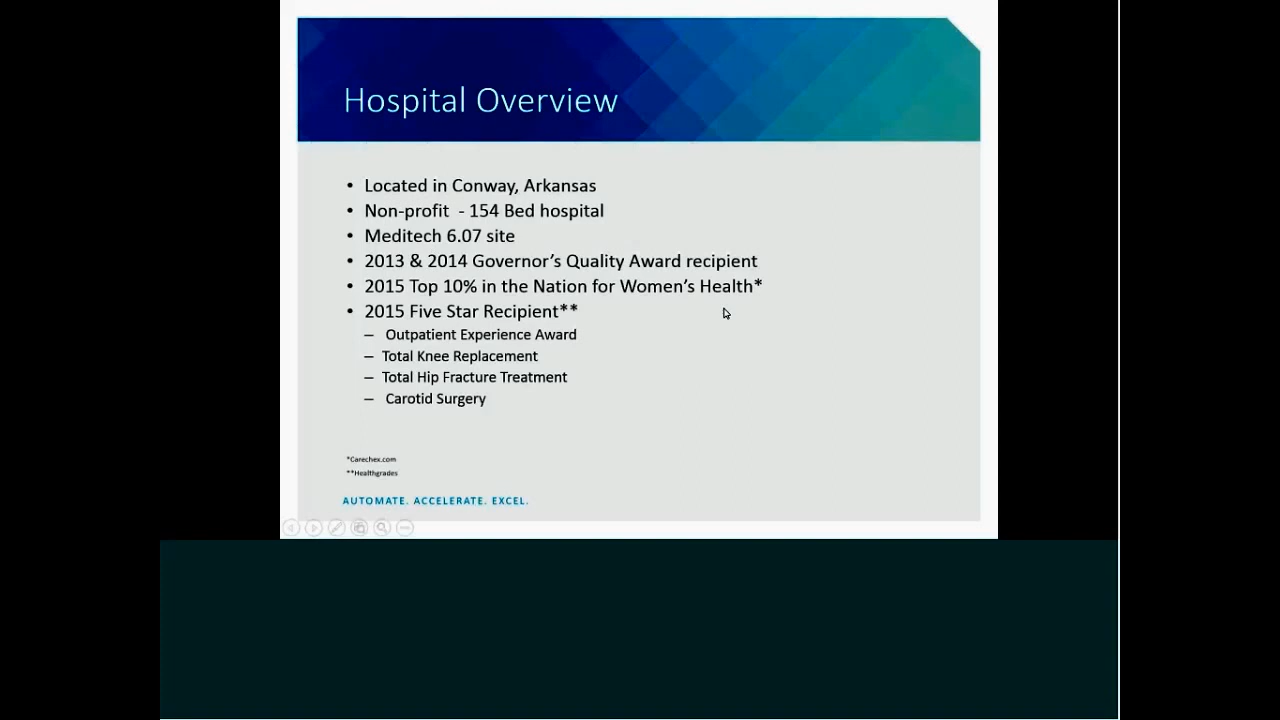 Hospital Overview
• Located in Conway, Arkansas
• Non-profit - 154 Bed hospital
• Meditech 6.07 site
• 2013 & 2014 Governor's Quality Award recipient
• 2015 Top 10% in the Nation for Women's Health*
• 2015 Five Star Recipient**
– Outpatient Experience Award
– Total Knee Replacement
– Total Hip Fracture Treatment
– Carotid Surgery
*Carechex.com
**Healthgrades
AUTOMATE. ACCELERATE. EXCEL.